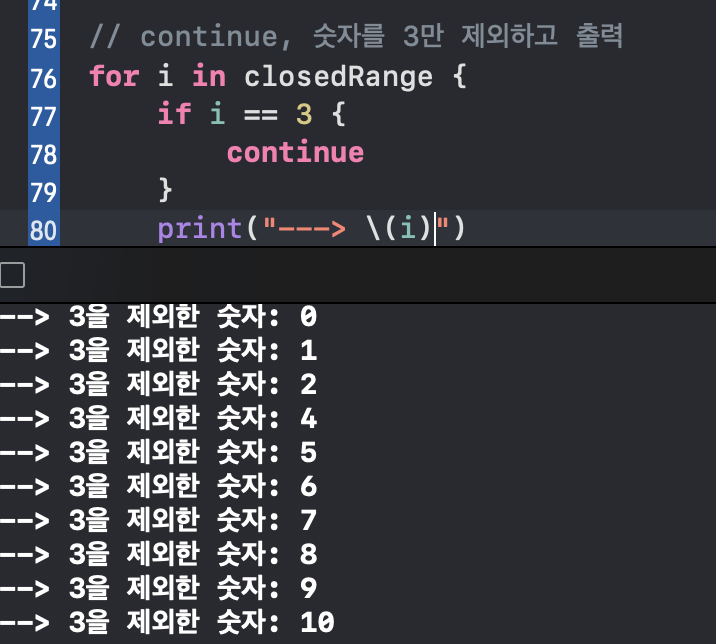 74
75 // continue, 숫자를 3만 제외하고 출력
76 for i in closedRange {
77 if i == 3 {
78 continue
79 }
80 print("---> \(i)")
--> 3을 제외한 숫자: 0
--> 3을 제외한 숫자: 1
--> 3을 제외한 숫자: 2
--> 3을 제외한 숫자: 4
--> 3을 제외한 숫자: 5
--> 3을 제외한 숫자: 6
--> 3을 제외한 숫자: 7
--> 3을 제외한 숫자: 8
--> 3을 제외한 숫자: 9
--> 3을 제외한 숫자: 10